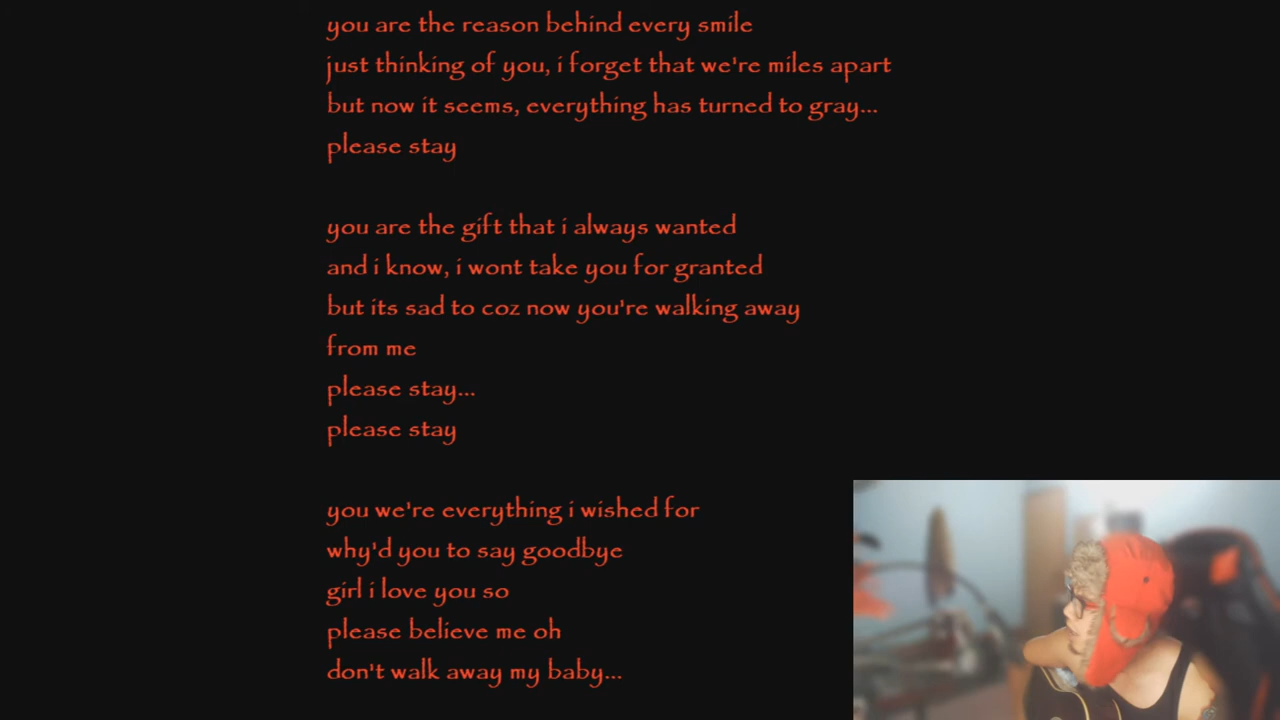 you are the reason behind every smile
just thinking of you, i forget that we're miles apart
but now it seems, everything has turned to gray...
please stay
you are the gift that i always wanted
and i know, i wont take you for granted
but its sad to coz now you're walking away
from me
please stay...
please stay
you we're everything i wished for
why'd you to say goodbye
girl i love you so
please believe me oh
don't walk away my baby...